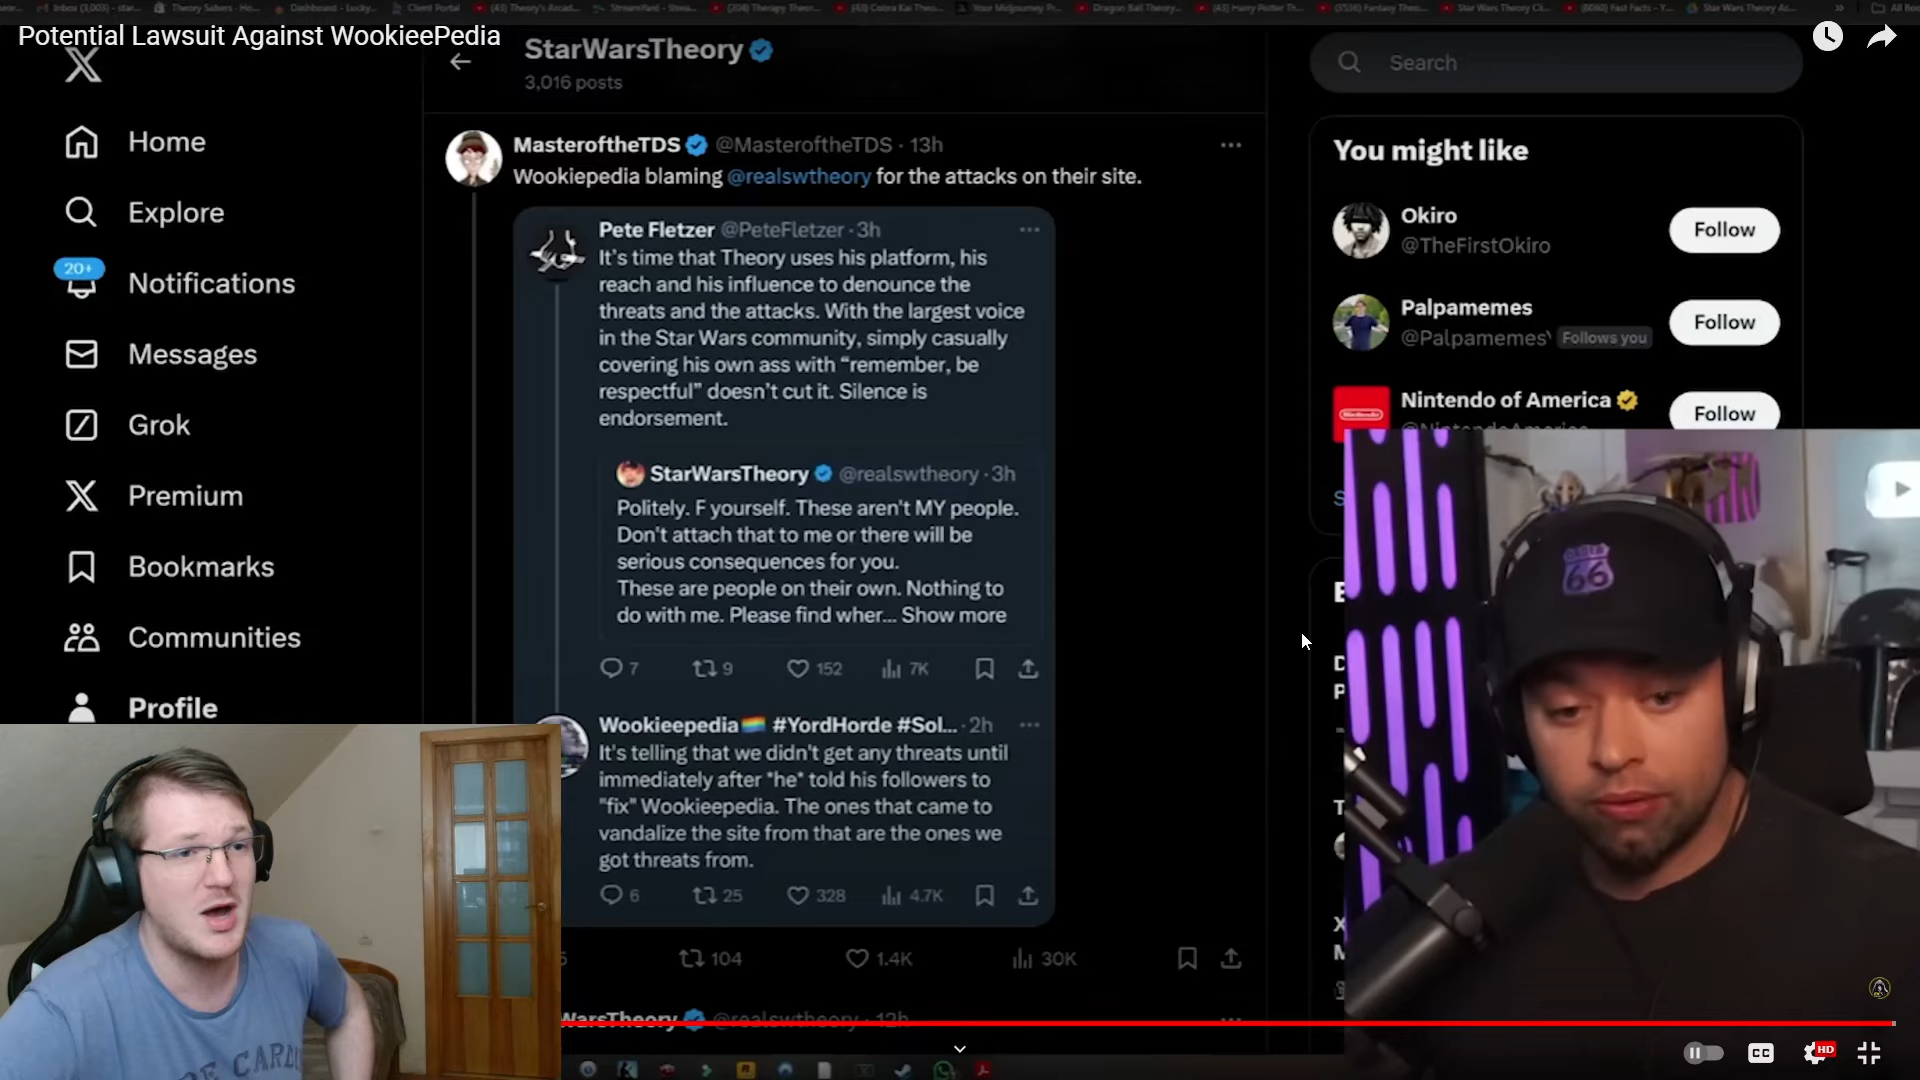 Potential Lawsuit Against WookieePedia
StarWarsTheory
3,016 posts
Search
Home
Explore
20+
Notifications
Messages
Grok
Premium
Bookmarks
Communities
Profile
MasteroftheTDS @MasteroftheTDS · 13h
Wookiepedia blaming @realswtheory for the attacks on their site.
Pete Fletzer @PeteFletzer · 3h
It's time that Theory uses his platform, his
reach and his influence to denounce the
threats and the attacks. With the largest voice
in the Star Wars community, simply casually
covering his own ass with “remember, be
respectful” doesn't cut it. Silence is
endorsement.
StarWarsTheory @realswtheory · 3h
Politely. F yourself. These aren't MY people.
Don't attach that to me or there will be
serious consequences for you.
These are people on their own. Nothing to
do with me. Please find wher... Show more
7 9 152 7K
Wookieepedia🏳️‍🌈 #YordHorde #Sol... · 2h
It's telling that we didn't get any threats until
immediately after *he* told his followers to
"fix" Wookieepedia. The ones that came to
vandalize the site from that are the ones we
got threats from.
6 25 328 4.7K
104 1.4K 30K
WarsTheory @realswtheory · 12h
You might like
Okiro
@TheFirstOkiro
Follow
Palpamemes
@Palpamemes Follows you
Follow
Nintendo of America
@NintendoAmerica
Follow
Nintendo
ORDER
66
CC
HD